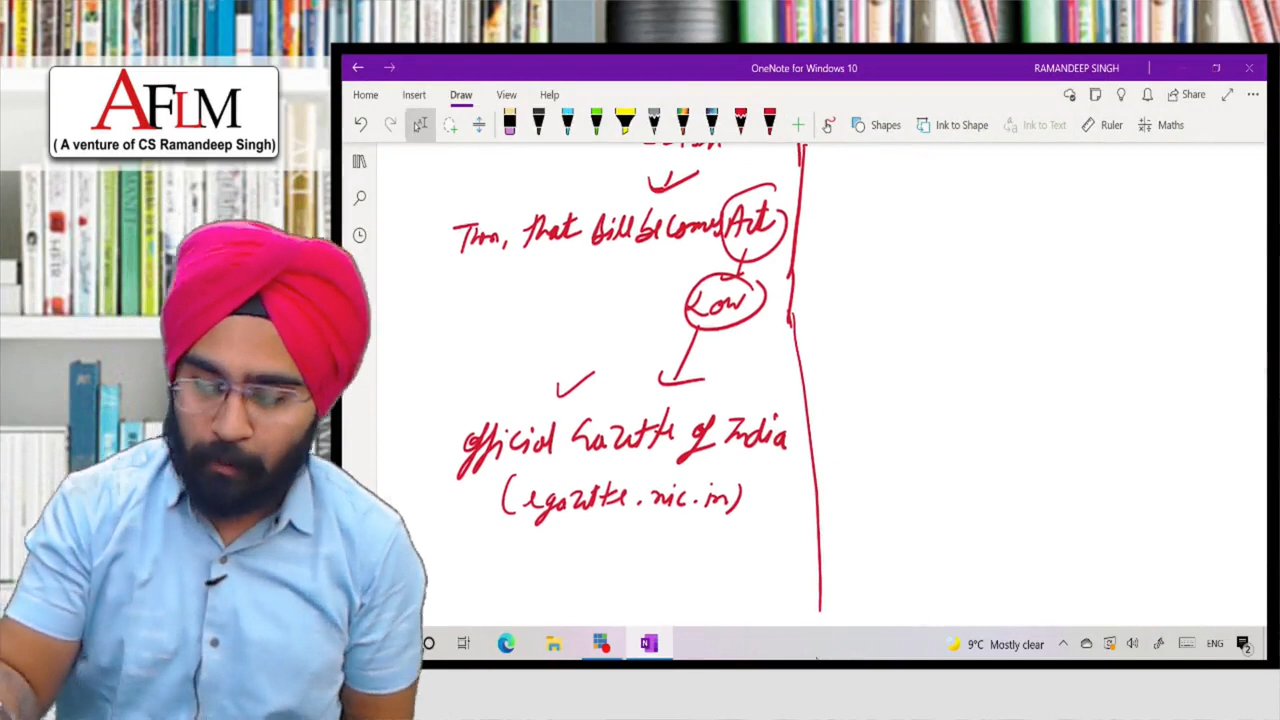 AFLM
( A venture of CS Ramandeep Singh)
OneNote for Windows 10
RAMANDEEP SINGH
Home
Insert
Draw
View
Help
Share
Shapes
Ink to Shape
Ink to Text
Ruler
Maths
Then, that Bill becomes Act
Law
official Gazette of India
(egazette.nic.in)
9°C Mostly clear
ENG
2